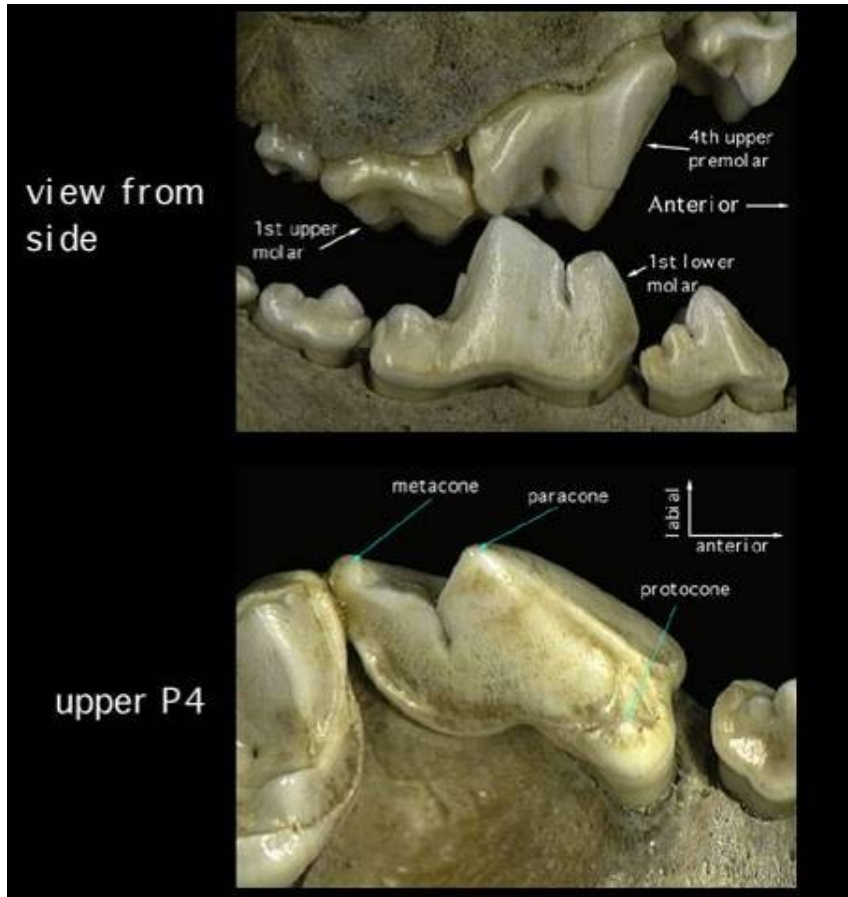 view from
side
4th upper
premolar
Anterior
1st upper
molar
1st lower
molar
metacone
paracone
labial
anterior
protocone
upper P4